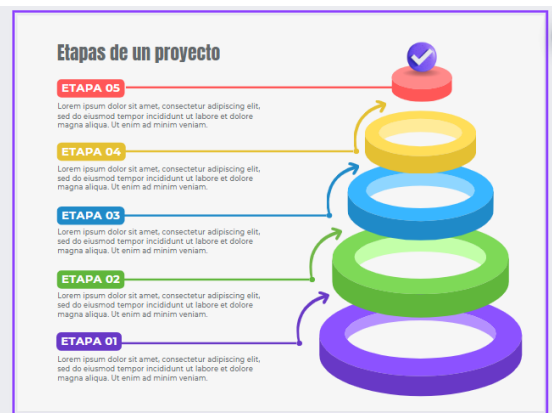 Etapas de un proyecto
ETAPA 05
Lorem ipsum dolor sit amet, consectetur adipiscing elit,
sed do eiusmod tempor incididunt ut labore et dolore
magna aliqua. Ut enim ad minim veniam.
ETAPA 04
Lorem ipsum dolor sit amet, consectetur adipiscing elit,
sed do eiusmod tempor incididunt ut labore et dolore
magna aliqua. Ut enim ad minim veniam.
ETAPA 03
Lorem ipsum dolor sit amet, consectetur adipiscing elit,
sed do eiusmod tempor incididunt ut labore et dolore
magna aliqua. Ut enim ad minim veniam.
ETAPA 02
Lorem ipsum dolor sit amet, consectetur adipiscing elit,
sed do eiusmod tempor incididunt ut labore et dolore
magna aliqua. Ut enim ad minim veniam.
ETAPA 01
Lorem ipsum dolor sit amet, consectetur adipiscing elit,
sed do eiusmod tempor incididunt ut labore et dolore
magna aliqua. Ut enim ad minim veniam.